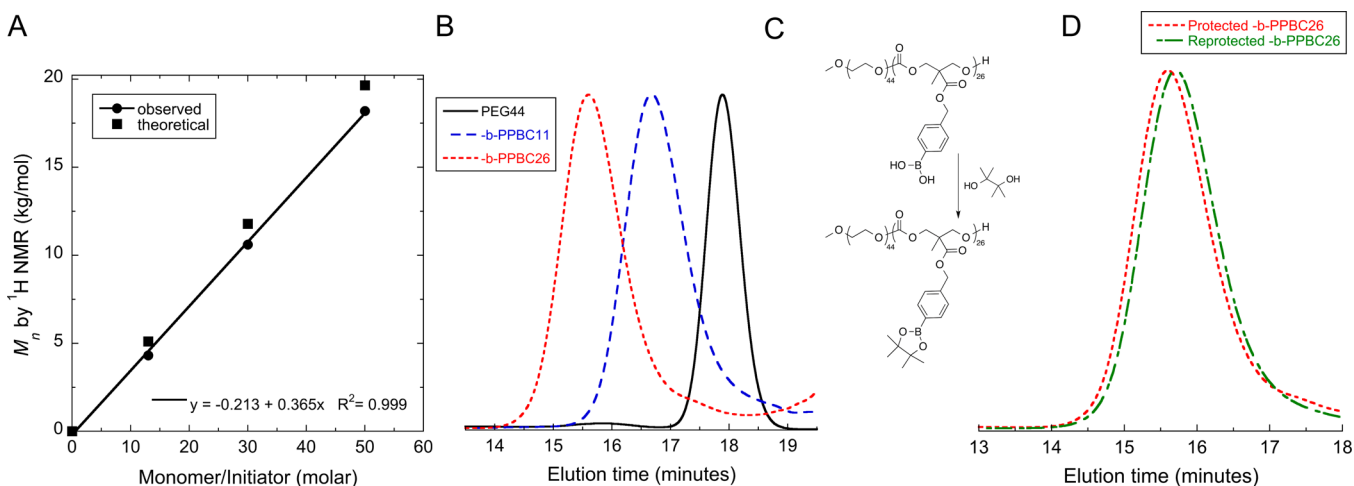 A
20
15
10
5
0
0
10
20
30
40
50
60
observed
theoretical
y = -0.213 + 0.365x R²= 0.999
Mn by ¹H NMR (kg/mol)
Monomer/Initiator (molar)
B
PEG44
-b-PPBC11
-b-PPBC26
14
15
16
17
18
19
Elution time (minutes)
C
O
O
44
O
O
O
H
26
O
O
HO
B
OH
HO
OH
O
O
44
O
O
O
H
26
O
O
O
B
O
D
Protected -b-PPBC26
Reprotected -b-PPBC26
13
14
15
16
17
18
Elution time (minutes)